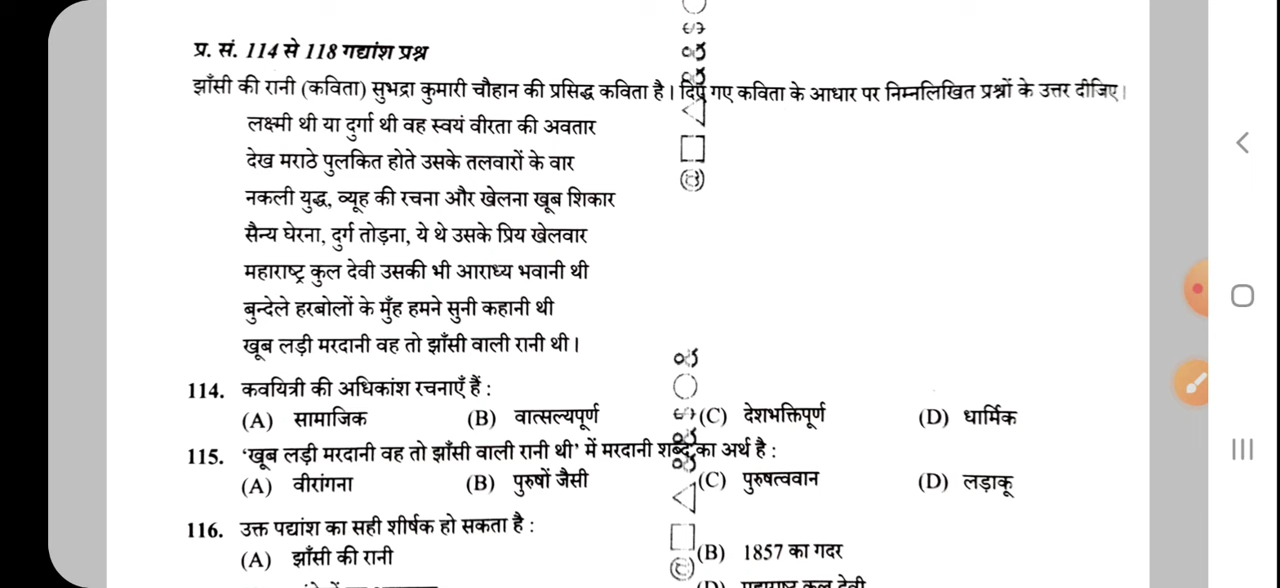 प्र. सं. 114 से 118 गद्यांश प्रश्न
झाँसी की रानी (कविता) सुभद्रा कुमारी चौहान की प्रसिद्ध कविता है। दिए गए कविता के आधार पर निम्नलिखित प्रश्नों के उत्तर दीजिए।
लक्ष्मी थी या दुर्गा थी वह स्वयं वीरता की अवतार
देख मराठे पुलकित होते उसके तलवारों के वार
नकली युद्ध, व्यूह की रचना और खेलना खूब शिकार
सैन्य घेरना, दुर्ग तोड़ना, ये थे उसके प्रिय खेलवार
महाराष्ट्र कुल देवी उसकी भी आराध्य भवानी थी
बुन्देले हरबोलों के मुँह हमने सुनी कहानी थी
खूब लड़ी मरदानी वह तो झाँसी वाली रानी थी।
114. कवयित्री की अधिकांश रचनाएँ हैं :
(A) सामाजिक (B) वात्सल्यपूर्ण (C) देशभक्तिपूर्ण (D) धार्मिक
115. ‘खूब लड़ी मरदानी वह तो झाँसी वाली रानी थी’ में मरदानी शब्द का अर्थ है :
(A) वीरांगना (B) पुरुषों जैसी (C) पुरुषत्ववान (D) लड़ाकू
116. उक्त पद्यांश का सही शीर्षक हो सकता है :
(A) झाँसी की रानी (B) 1857 का गदर
(D) महाराष्ट्र कुल देवी